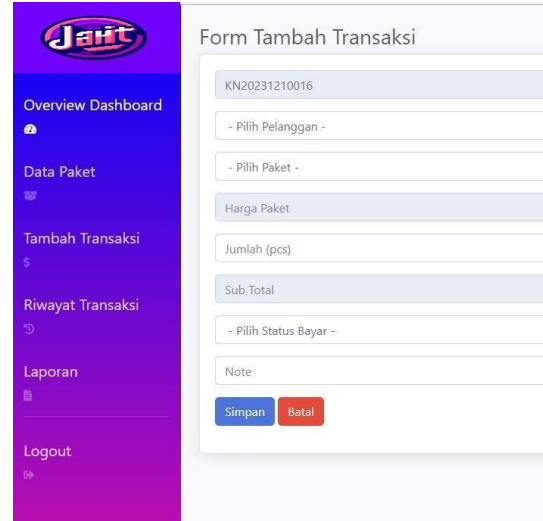 Jait
Overview Dashboard
Data Paket
Tambah Transaksi
Riwayat Transaksi
Laporan
Logout
Form Tambah Transaksi
KN20231210016
- Pilih Pelanggan -
- Pilih Paket -
Harga Paket
Jumlah (pcs)
Sub Total
- Pilih Status Bayar -
Note
Simpan Batal